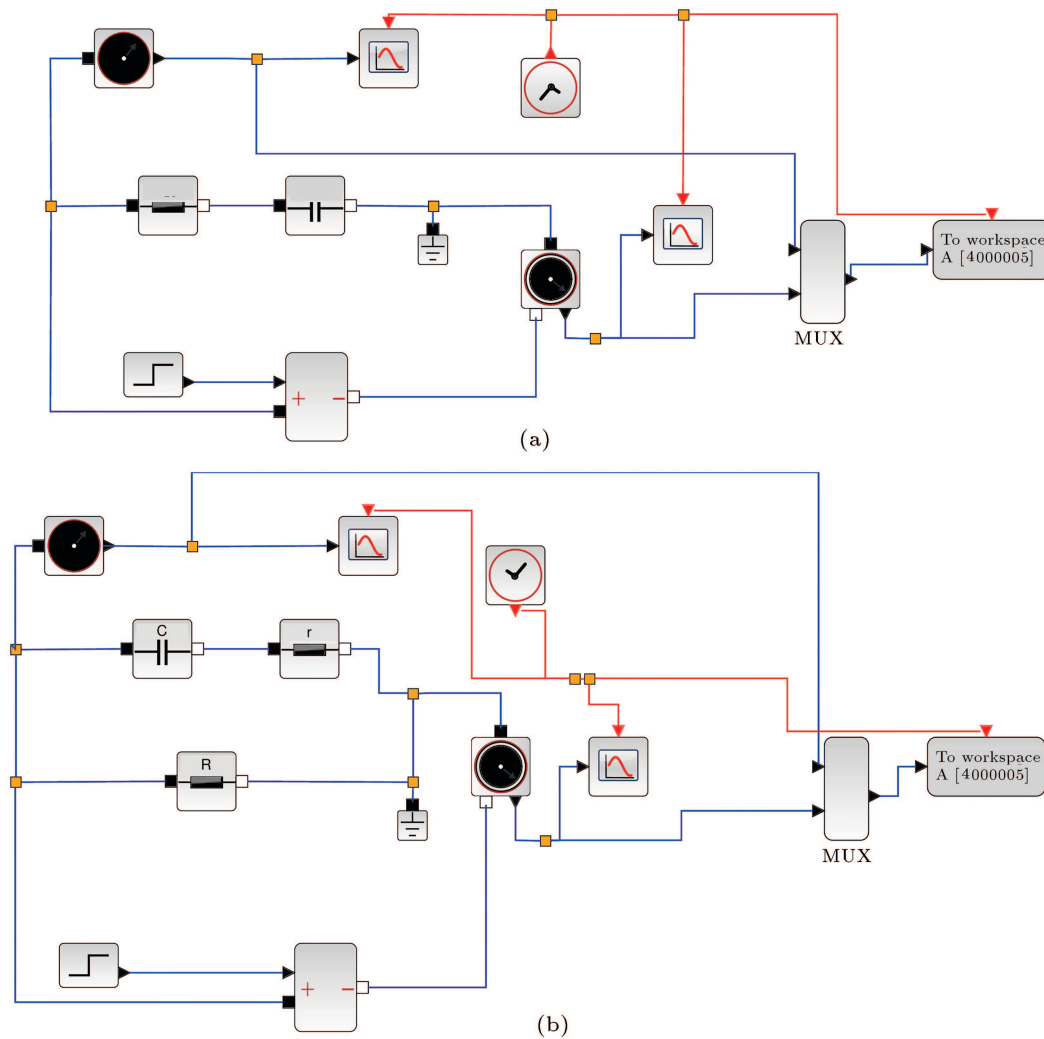 To workspace
A [4000005]
MUX
+ −
(a)
C
r
R
To workspace
A [4000005]
MUX
+ −
(b)